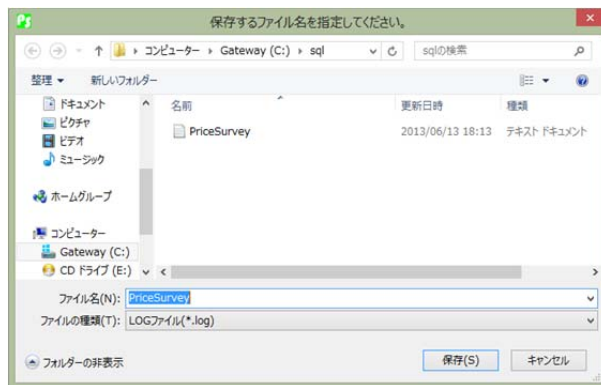 PS
保存するファイル名を指定してください。
コンピューター ▸ Gateway (C:) ▸ sql
sqlの検索
整理
新しいフォルダー
ドキュメント
ピクチャ
ビデオ
ミュージック
ホームグループ
コンピューター
Gateway (C:)
CD ドライブ (E:)
名前
更新日時
種類
PriceSurvey
2013/06/13 18:13
テキスト ドキュメント
ファイル名(N):
PriceSurvey
ファイルの種類(T):
LOGファイル(*.log)
フォルダーの非表示
保存(S)
キャンセル